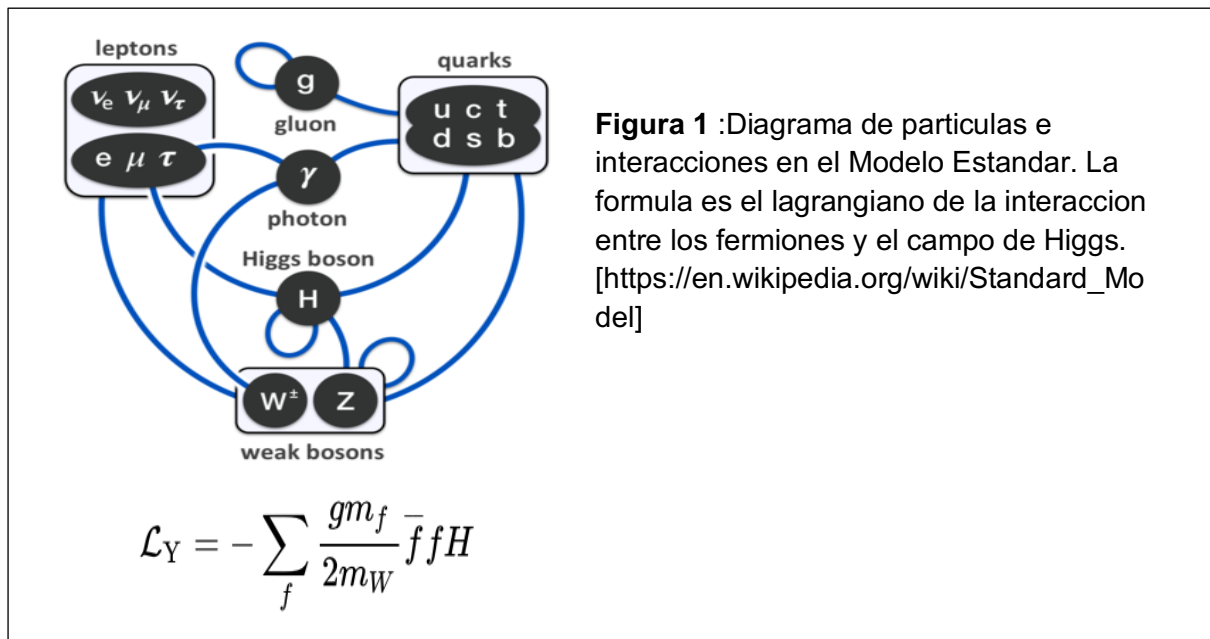 leptons
νe νμ ντ
e μ τ
g
gluon
quarks
u c t
d s b
γ
photon
Higgs boson
H
W± Z
weak bosons
ℒY = − ∑f gmf / 2mW f̄ f H
Figura 1 :Diagrama de particulas e
interacciones en el Modelo Estandar. La
formula es el lagrangiano de la interaccion
entre los fermiones y el campo de Higgs.
[https://en.wikipedia.org/wiki/Standard_Mo
del]